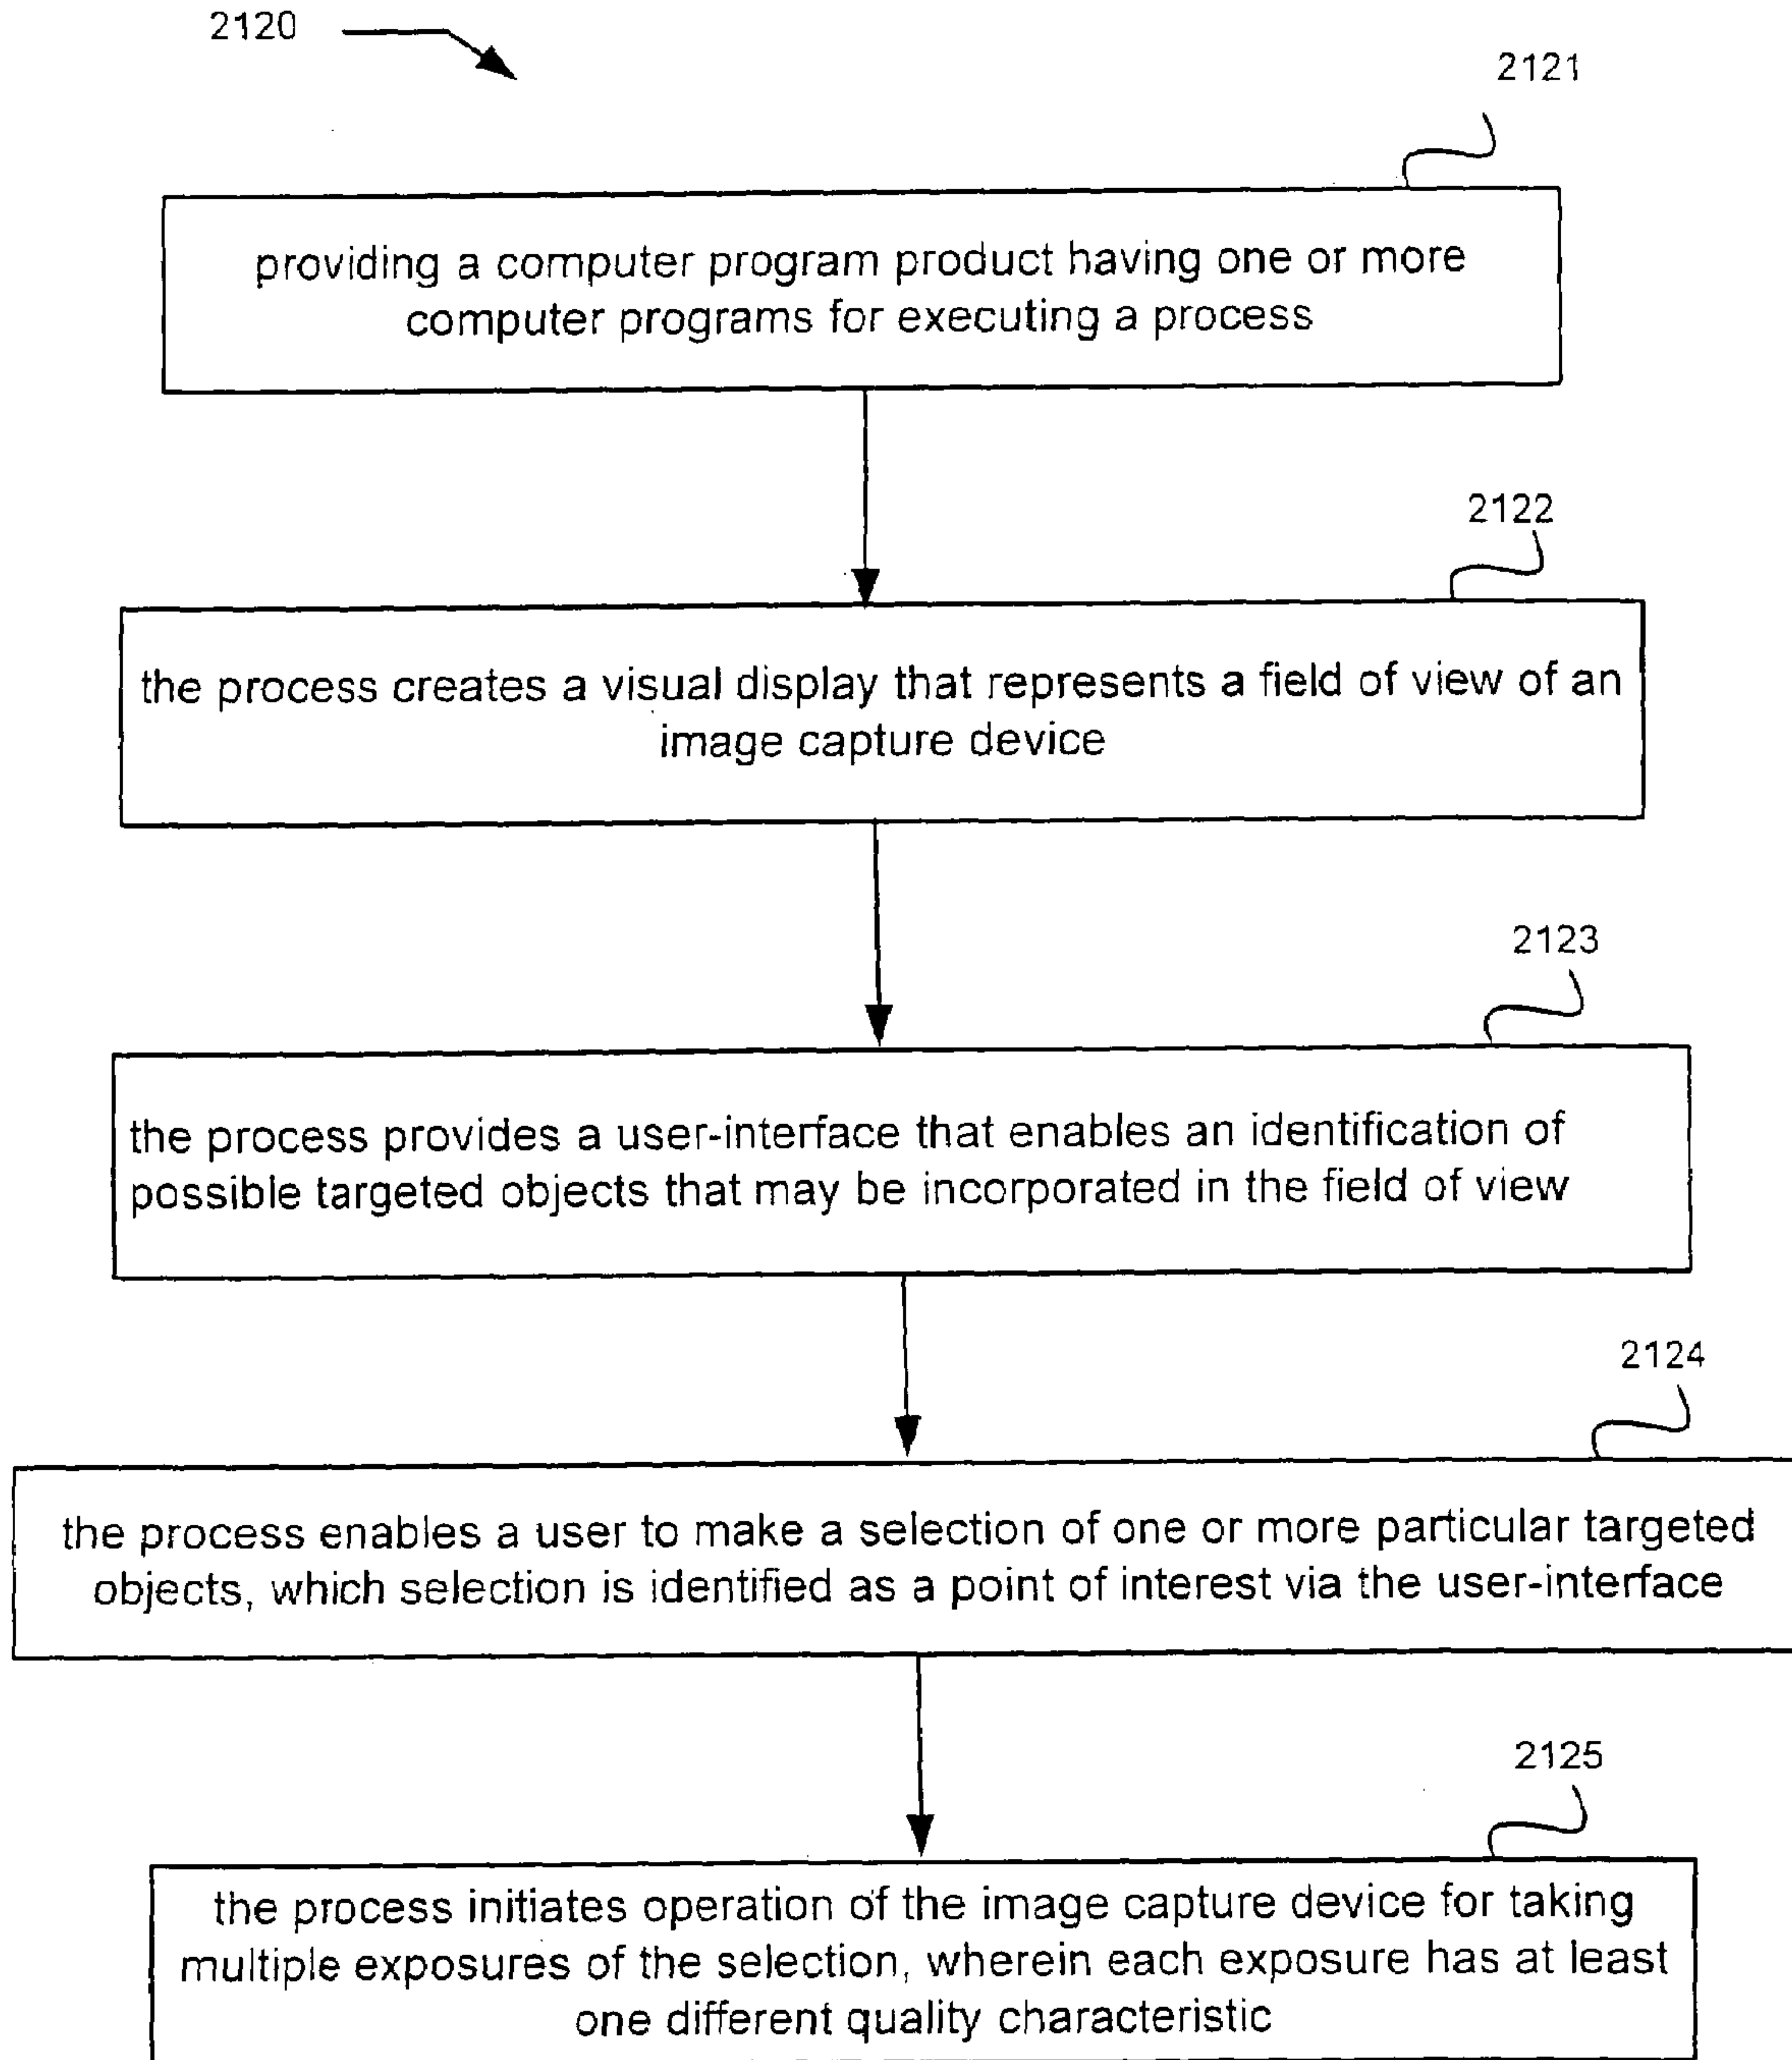 2120
2121
providing a computer program product having one or more
computer programs for executing a process
2122
the process creates a visual display that represents a field of view of an
image capture device
2123
the process provides a user-interface that enables an identification of
possible targeted objects that may be incorporated in the field of view
2124
the process enables a user to make a selection of one or more particular targeted
objects, which selection is identified as a point of interest via the user-interface
2125
the process initiates operation of the image capture device for taking
multiple exposures of the selection, wherein each exposure has at least
one different quality characteristic